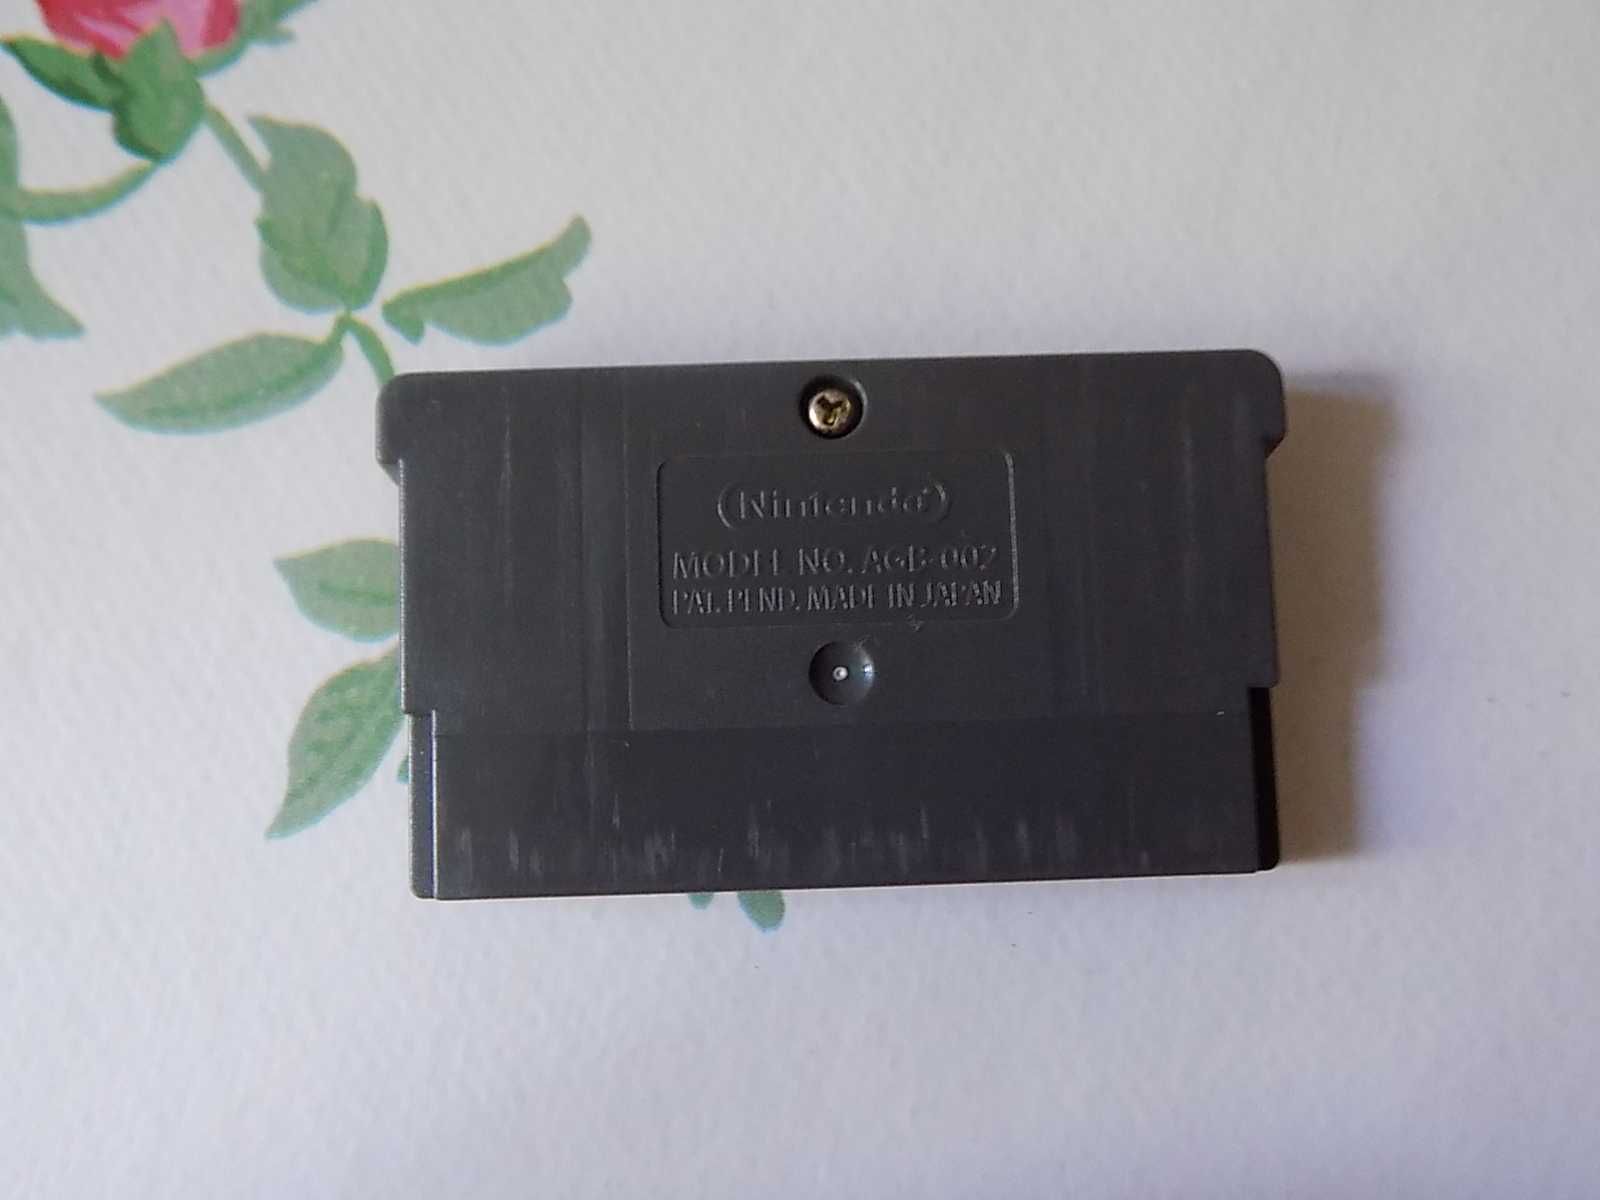 Nintendo®
MODEL NO. AGB-002
PAT. PEND. MADE IN JAPAN